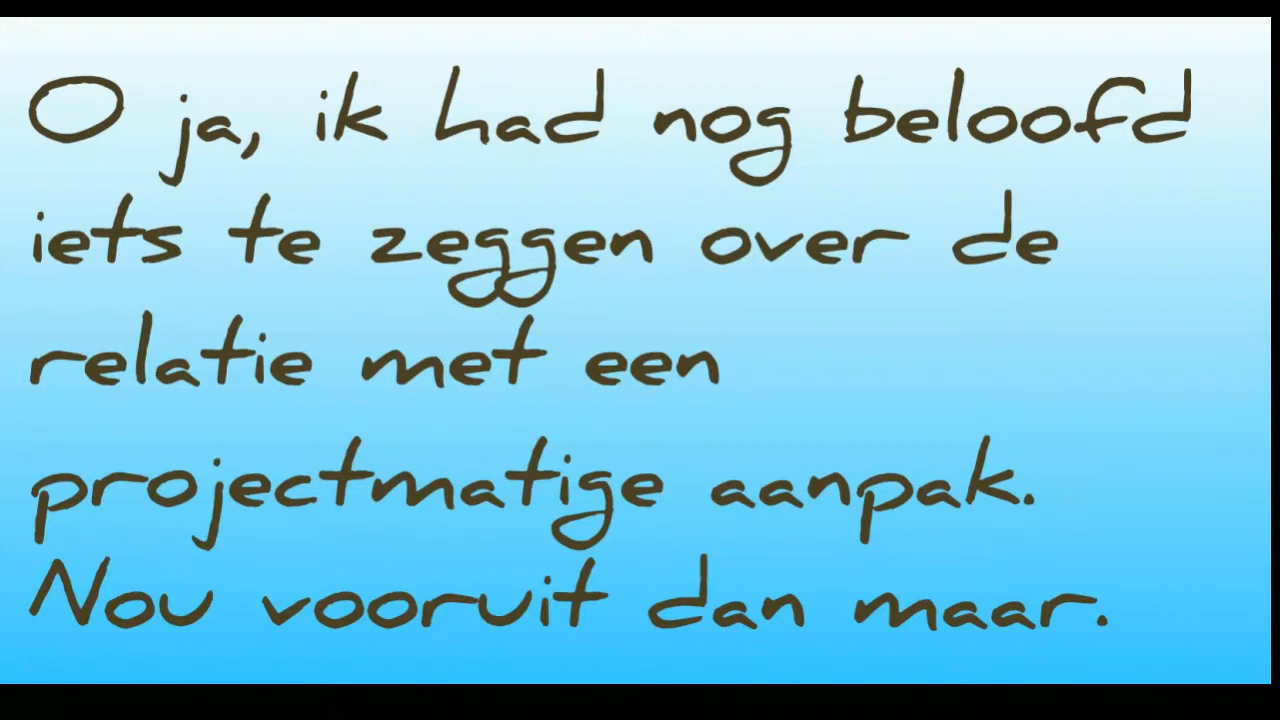 O ja, ik had nog beloofd
iets te zeggen over de
relatie met een
projectmatige aanpak.
Nou vooruit dan maar.